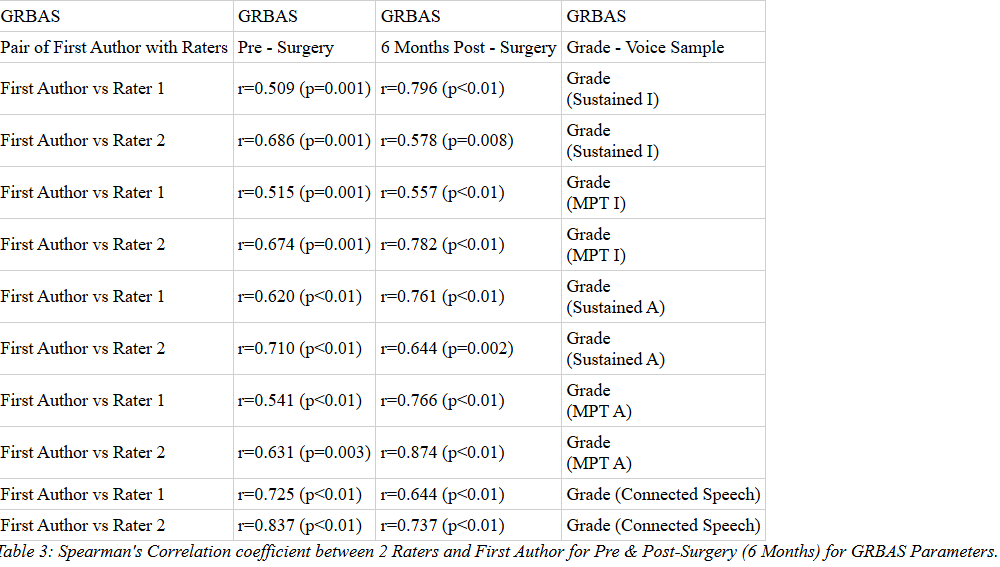 GRBAS GRBAS GRBAS GRBAS
Pair of First Author with Raters Pre - Surgery 6 Months Post - Surgery Grade - Voice Sample
First Author vs Rater 1 r=0.509 (p=0.001) r=0.796 (p<0.01) Grade
(Sustained I)
First Author vs Rater 2 r=0.686 (p=0.001) r=0.578 (p=0.008) Grade
(Sustained I)
First Author vs Rater 1 r=0.515 (p=0.001) r=0.557 (p<0.01) Grade
(MPT I)
First Author vs Rater 2 r=0.674 (p=0.001) r=0.782 (p<0.01) Grade
(MPT I)
First Author vs Rater 1 r=0.620 (p<0.01) r=0.761 (p<0.01) Grade
(Sustained A)
First Author vs Rater 2 r=0.710 (p<0.01) r=0.644 (p=0.002) Grade
(Sustained A)
First Author vs Rater 1 r=0.541 (p<0.01) r=0.766 (p<0.01) Grade
(MPT A)
First Author vs Rater 2 r=0.631 (p=0.003) r=0.874 (p<0.01) Grade
(MPT A)
First Author vs Rater 1 r=0.725 (p<0.01) r=0.644 (p<0.01) Grade (Connected Speech)
First Author vs Rater 2 r=0.837 (p<0.01) r=0.737 (p<0.01) Grade (Connected Speech)
Table 3: Spearman's Correlation coefficient between 2 Raters and First Author for Pre & Post-Surgery (6 Months) for GRBAS Parameters.